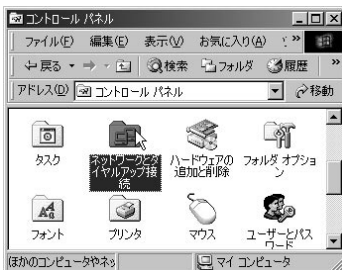 コントロール パネル
ファイル(F) 編集(E) 表示(V) お気に入り(A) »
戻る 検索 フォルダ 履歴 »
アドレス(D) コントロール パネル 移動
タスク
ネットワークとダ
イヤルアップ接
続
ハードウェアの
追加と削除
フォルダ オプショ
ン
フォント
プリンタ
マウス
ユーザーとパス
ワード
(ほかのコンピュータやネッ マイ コンピュータ